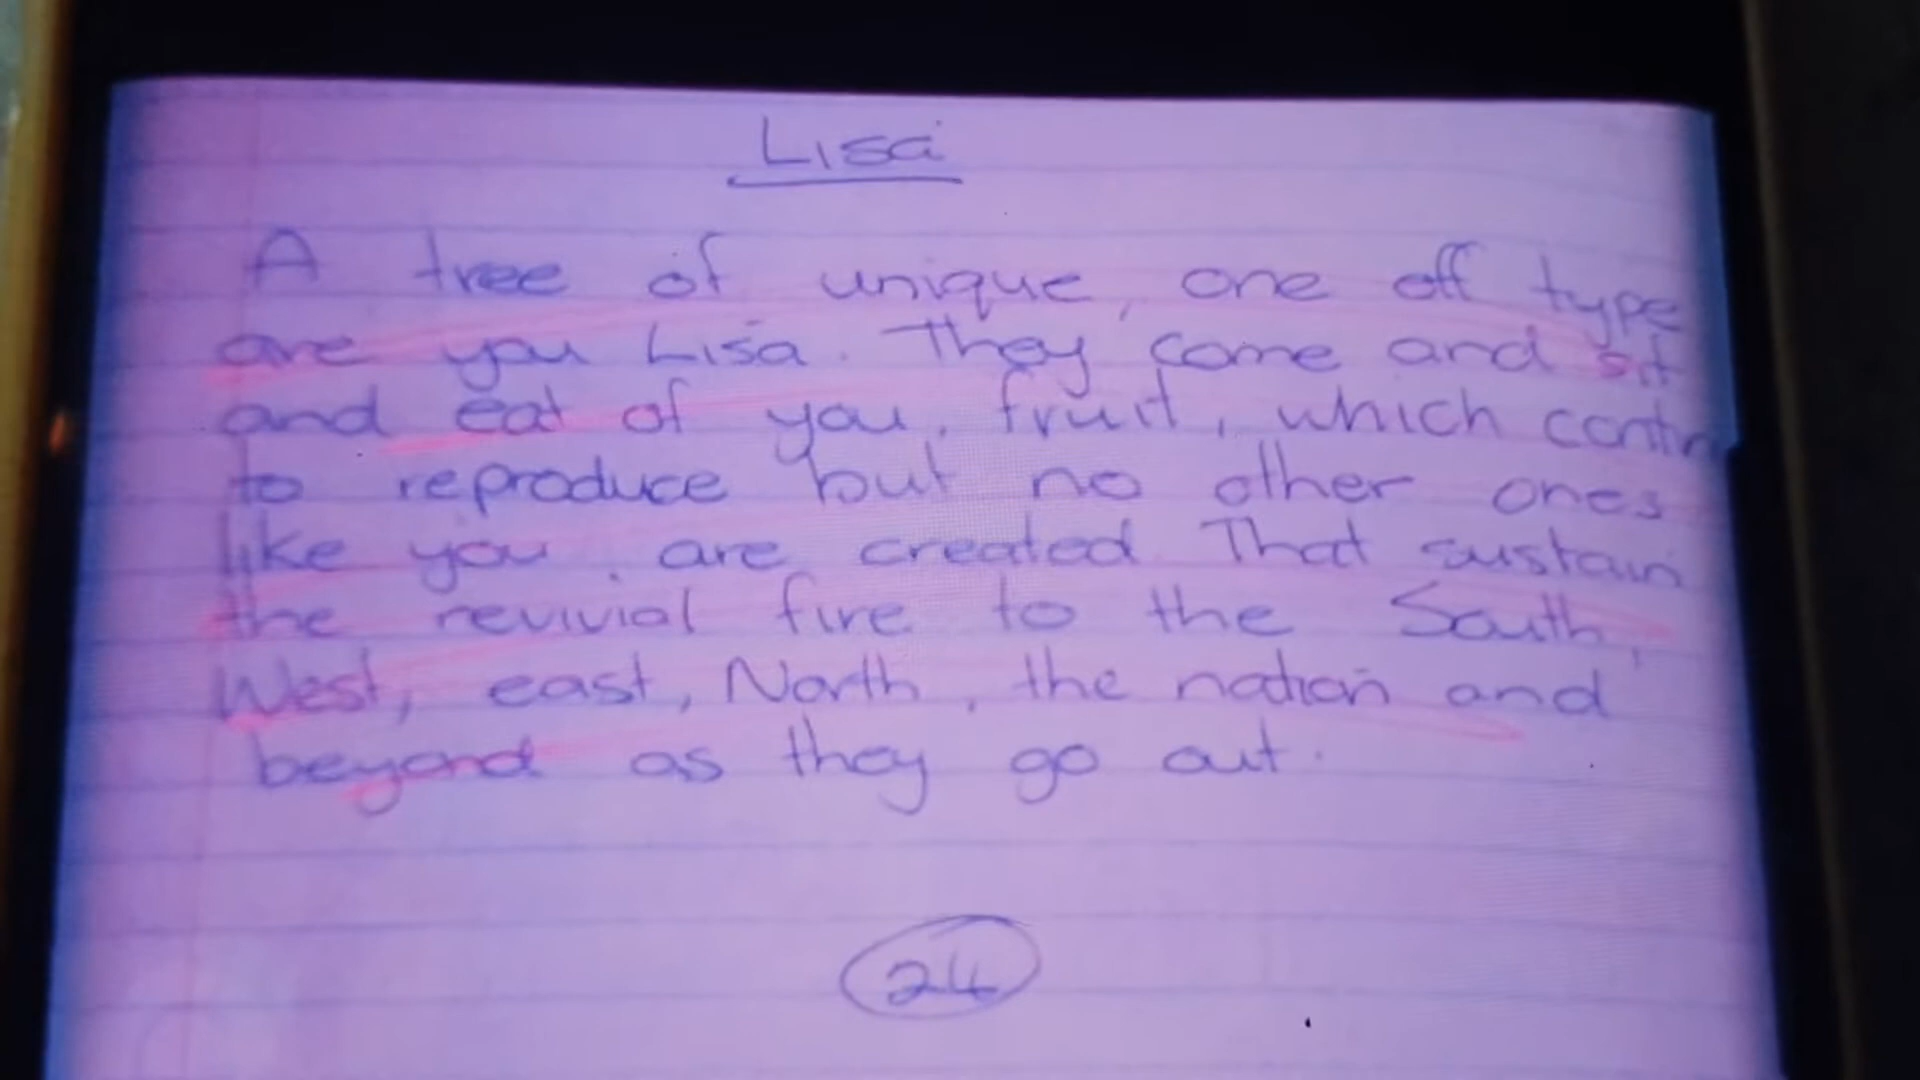 Lisa
A tree of unique, one off type
are you Lisa. They come and sit
and eat of you, fruit, which contin
to reproduce but no other ones
like you, are created. That sustain
the revivial fire to the South,
West, east, North, the nation and
beyond as they go out.
24